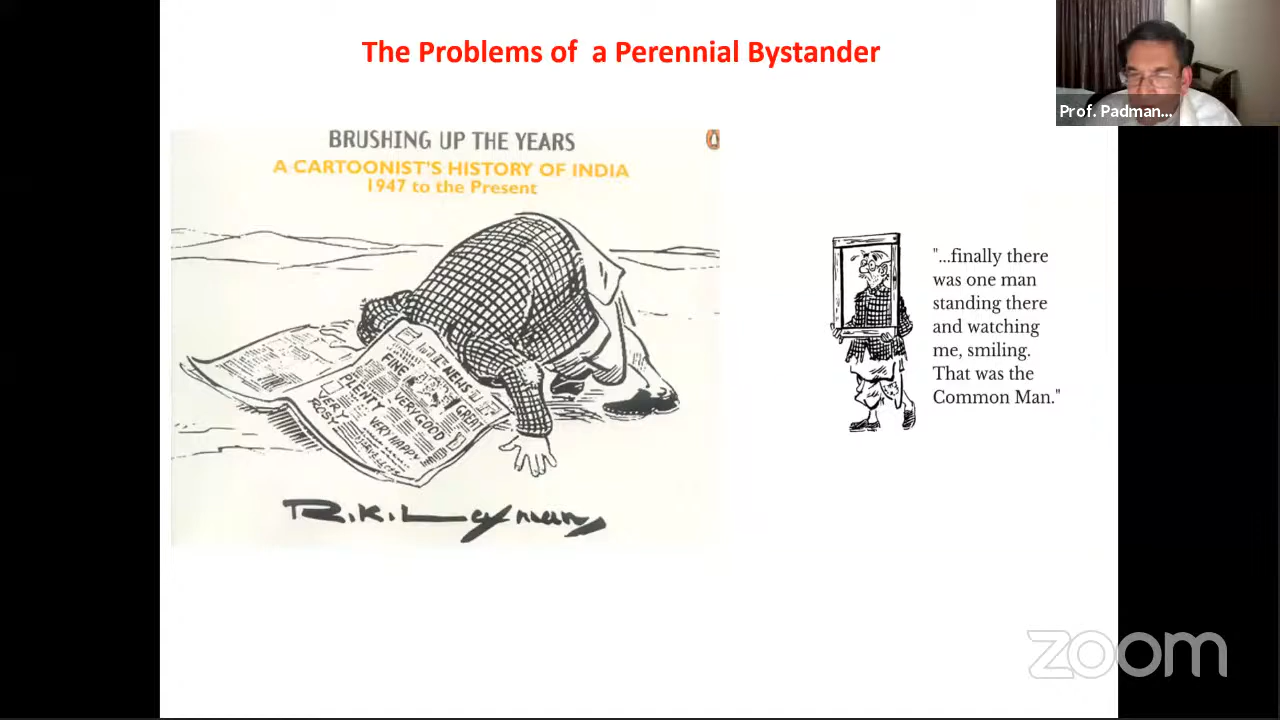 The Problems of a Perennial Bystander
Prof. Padman...
BRUSHING UP THE YEARS
A CARTOONIST'S HISTORY OF INDIA
1947 to the Present
NEWS
FINE
GREAT
PLENTY
VERY GOOD
VERY
ROSY
VERY HAPPY
R.K. Laxman
"...finally there
was one man
standing there
and watching
me, smiling.
That was the
Common Man."
zoom